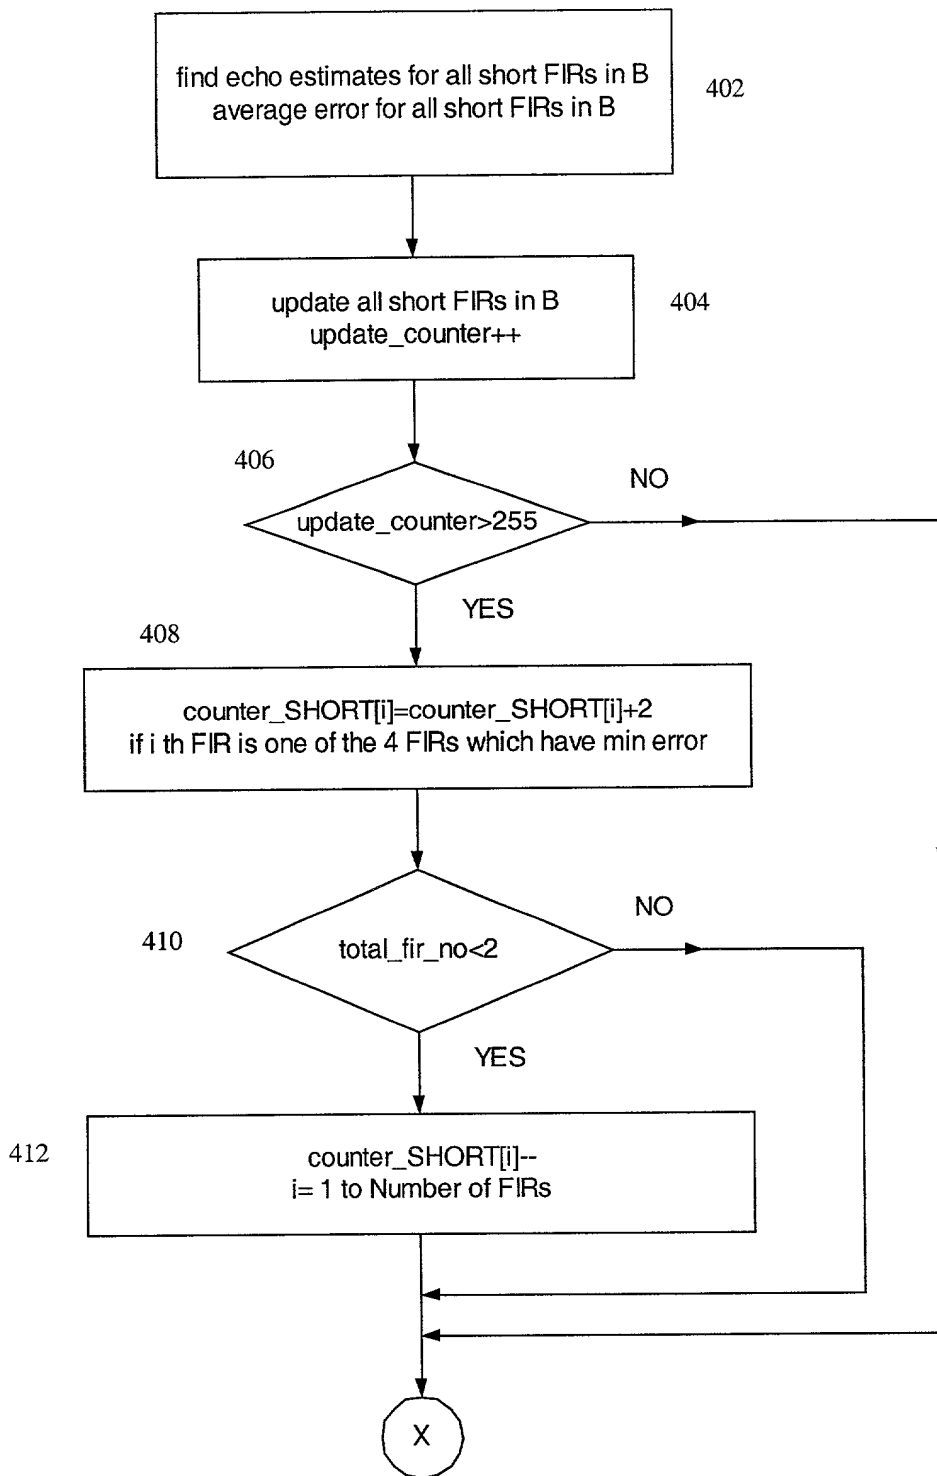 find echo estimates for all short FIRs in B
average error for all short FIRs in B
402
update all short FIRs in B
update_counter++
404
406
update_counter>255
NO
YES
408
counter_SHORT[i]=counter_SHORT[i]+2
if i th FIR is one of the 4 FIRs which have min error
410
total_fir_no<2
NO
YES
412
counter_SHORT[i]--
i= 1 to Number of FIRs
X